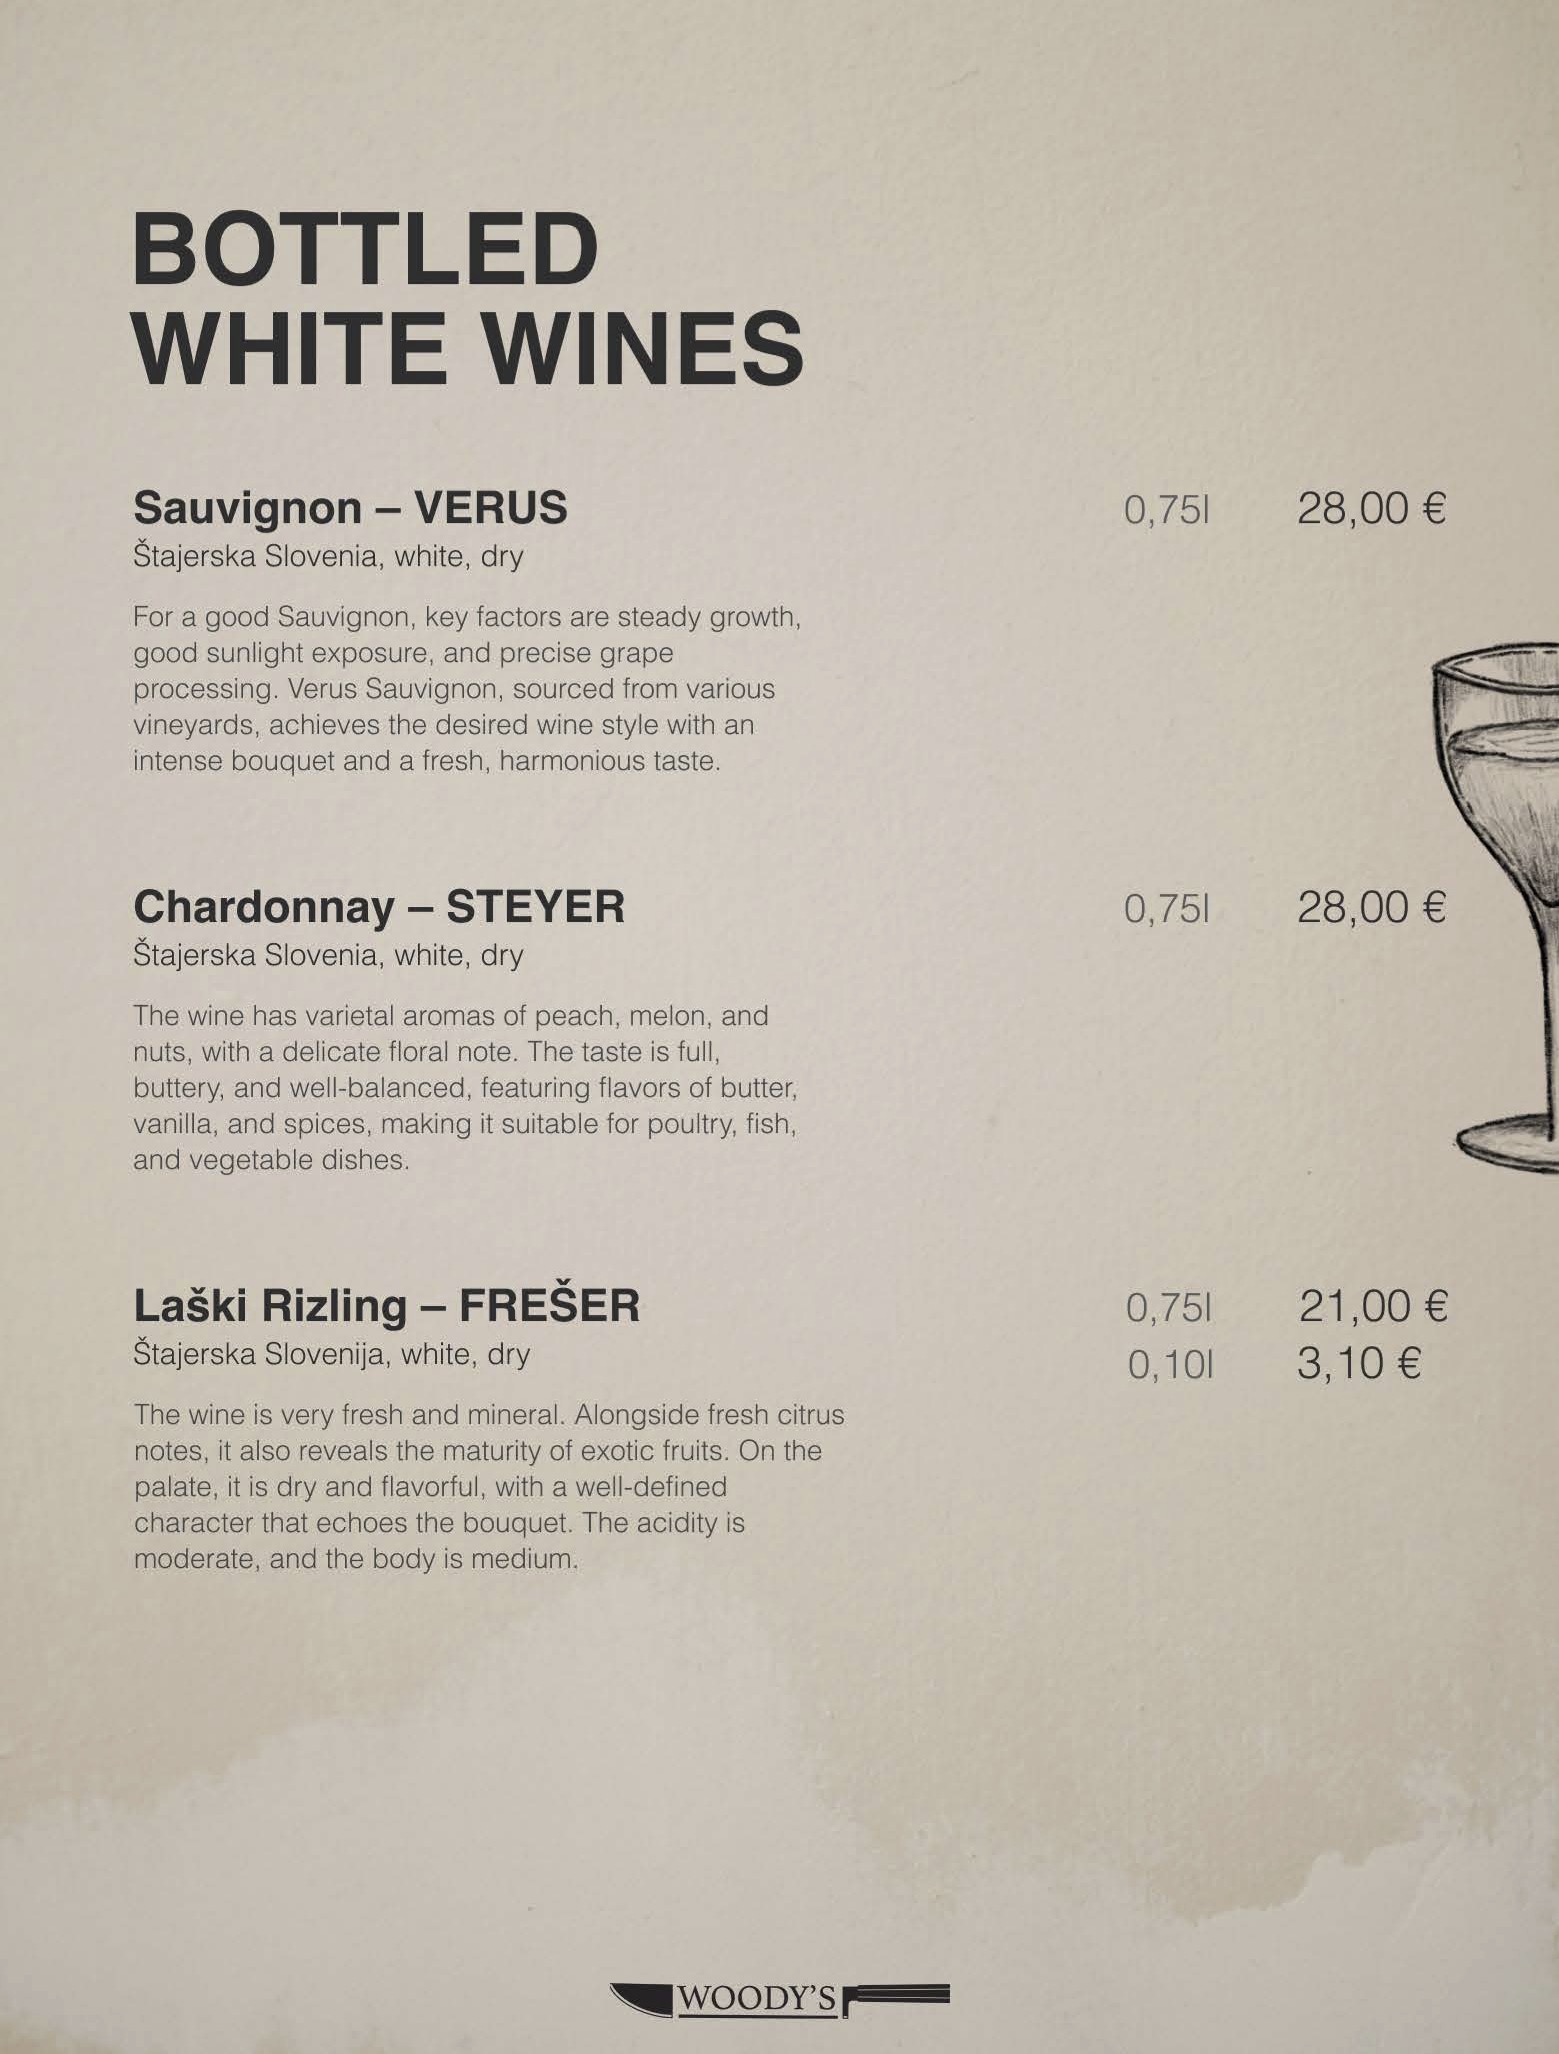 BOTTLED
WHITE WINES
Sauvignon – VERUS 0,75l 28,00 €
Štajerska Slovenia, white, dry
For a good Sauvignon, key factors are steady growth,
good sunlight exposure, and precise grape
processing. Verus Sauvignon, sourced from various
vineyards, achieves the desired wine style with an
intense bouquet and a fresh, harmonious taste.
Chardonnay – STEYER 0,75l 28,00 €
Štajerska Slovenia, white, dry
The wine has varietal aromas of peach, melon, and
nuts, with a delicate floral note. The taste is full,
buttery, and well-balanced, featuring flavors of butter,
vanilla, and spices, making it suitable for poultry, fish,
and vegetable dishes.
Laški Rizling – FREŠER 0,75l 21,00 €
Štajerska Slovenija, white, dry 0,10l 3,10 €
The wine is very fresh and mineral. Alongside fresh citrus
notes, it also reveals the maturity of exotic fruits. On the
palate, it is dry and flavorful, with a well-defined
character that echoes the bouquet. The acidity is
moderate, and the body is medium.
WOODY'S